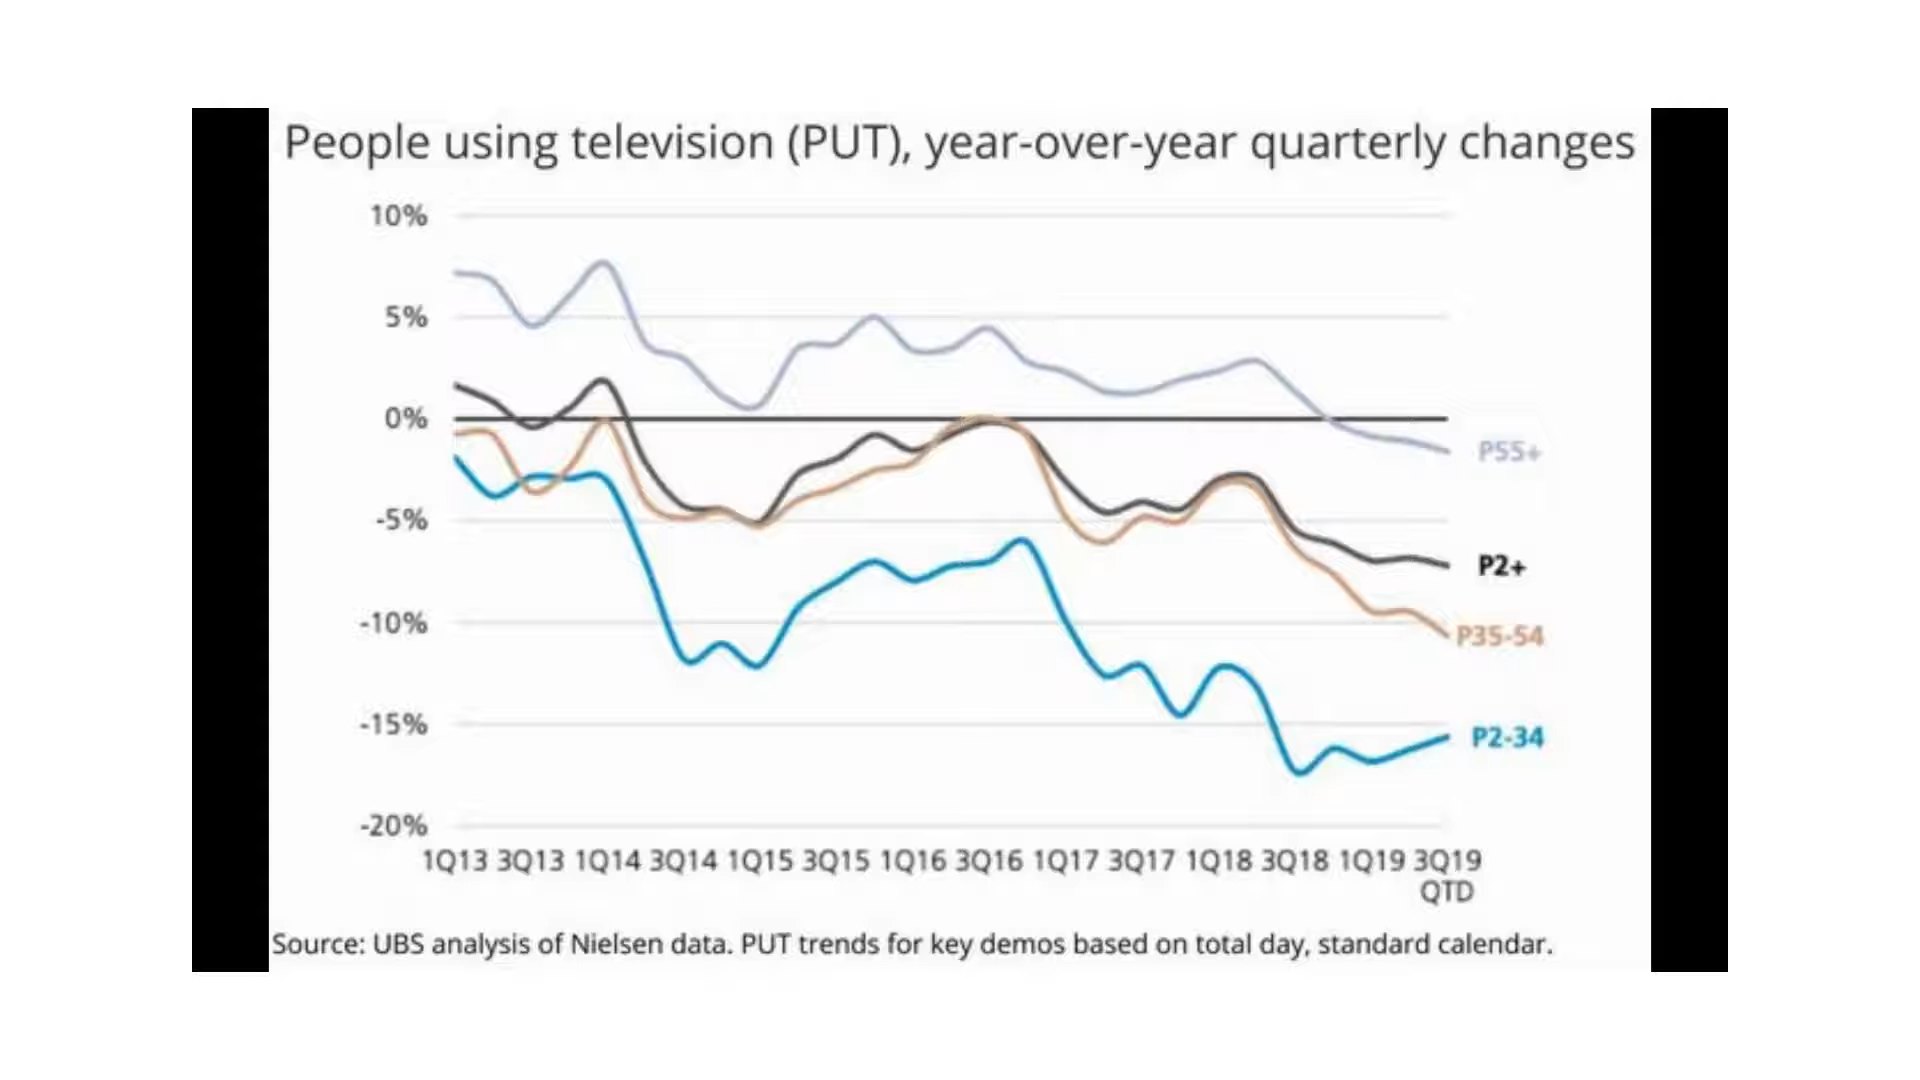 People using television (PUT), year-over-year quarterly changes
10%
5%
0%
-5%
-10%
-15%
-20%
P55+
P2+
P35-54
P2-34
1Q13 3Q13 1Q14 3Q14 1Q15 3Q15 1Q16 3Q16 1Q17 3Q17 1Q18 3Q18 1Q19 3Q19
QTD
Source: UBS analysis of Nielsen data. PUT trends for key demos based on total day, standard calendar.